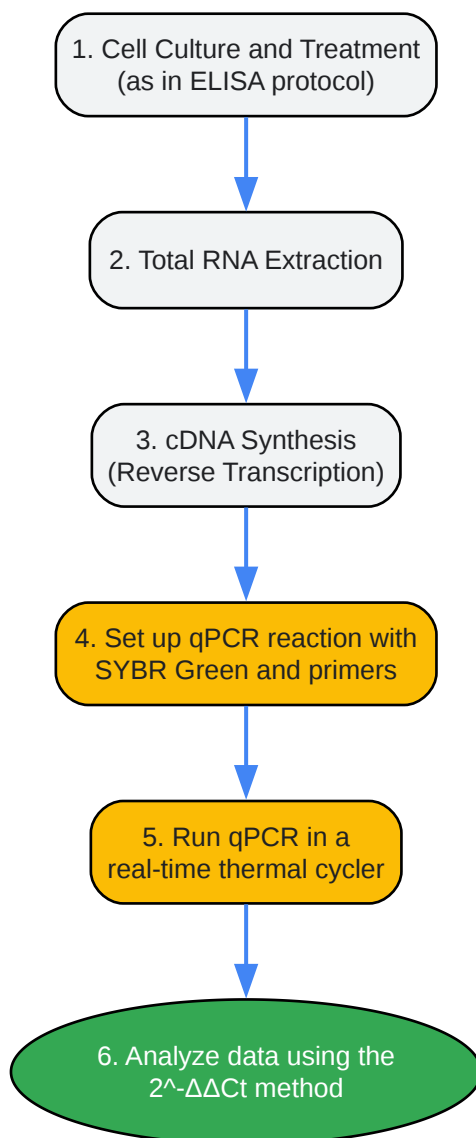 1. Cell Culture and Treatment
(as in ELISA protocol)
2. Total RNA Extraction
3. cDNA Synthesis
(Reverse Transcription)
4. Set up qPCR reaction with
SYBR Green and primers
5. Run qPCR in a
real-time thermal cycler
6. Analyze data using the
2^-ΔΔCt method